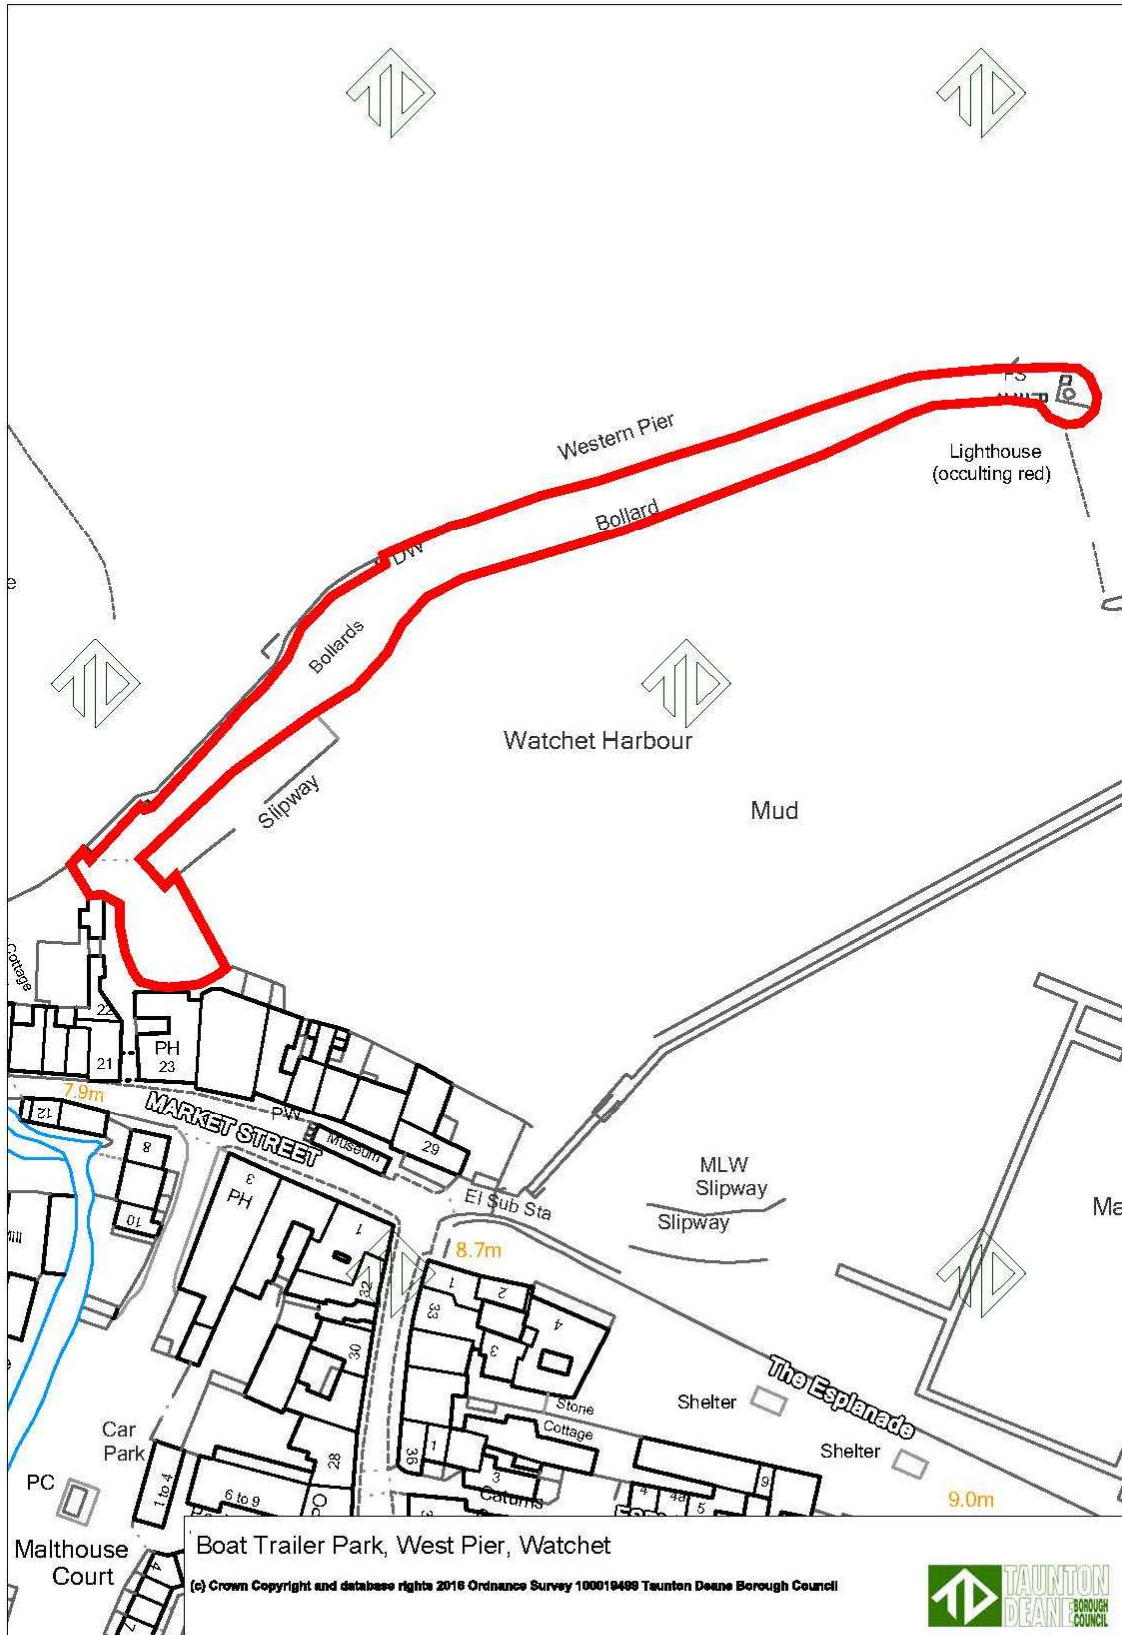 FS
Western Pier
Lighthouse
(occulting red)
Bollard
DW
Bollards
Watchet Harbour
Slipway
Mud
Cottage
22
21
PH
23
7.9m
MARKET STREET
PW
Museum
29
12
8
10
3
PH
1
El Sub Sta
MLW
Slipway
Slipway
8.7m
32
30
28
1
2
33
3
4
Stone
Cottage
36
1
3
The Esplanade
Shelter
Shelter
9.0m
9
4
4a
5
Car
Park
PC
1 to 4
6 to 9
Malthouse
Court
4
7
Boat Trailer Park, West Pier, Watchet
(c) Crown Copyright and database rights 2016 Ordnance Survey 100019499 Taunton Deane Borough Council
TD
TAUNTON
DEANE BOROUGH
COUNCIL